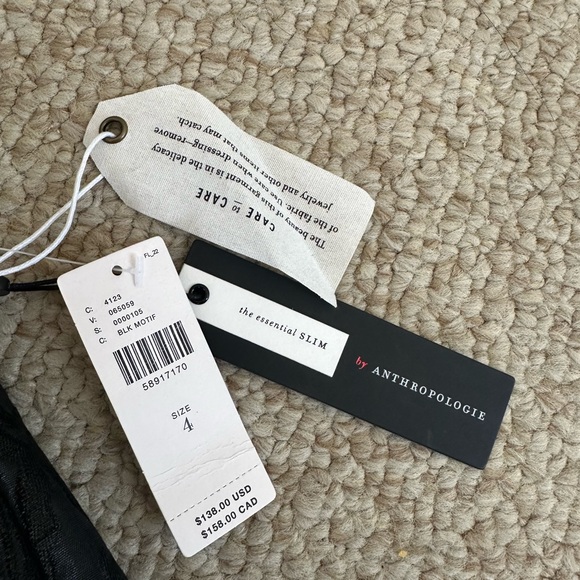 CARE to CARE
The beauty of this garment is in the delicacy
of the fabric. Use care when dressing—remove
jewelry and other items that may catch.
the essential SLIM
by ANTHROPOLOGIE
FL_22
C: 4123
V: 065059
S: 0000105
C: BLK MOTIF
58917170
SIZE
4
$138.00 USD
$158.00 CAD